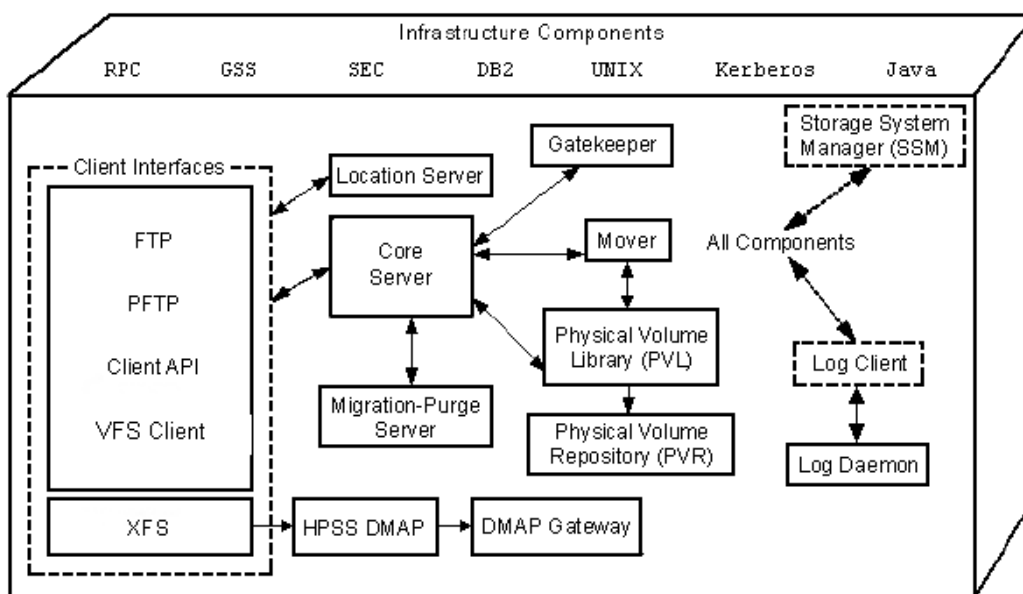 Infrastructure Components
RPC GSS SEC DB2 UNIX Kerberos Java
Client Interfaces
FTP
PFTP
Client API
VFS Client
XFS
Location Server
Core
Server
Migration-Purge
Server
HPSS DMAP
DMAP Gateway
Gatekeeper
Mover
Physical Volume
Library (PVL)
Physical Volume
Repository (PVR)
Storage System
Manager (SSM)
All Components
Log Client
Log Daemon